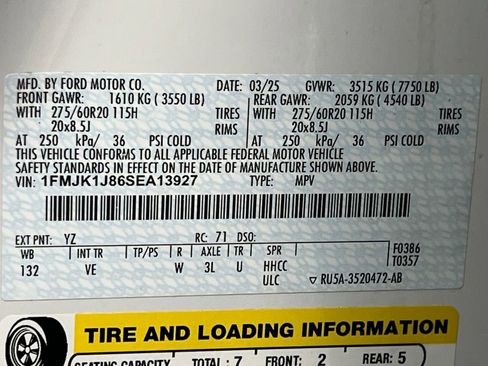 MFD. BY FORD MOTOR CO. DATE: 03/25 GVWR: 3515 KG ( 7750 LB)
FRONT GAWR: 1610 KG ( 3550 LB) REAR GAWR: 2059 KG ( 4540 LB)
WITH 275/60R20 115H TIRES WITH 275/60R20 115H TIRES
20x8.5J RIMS 20x8.5J RIMS
AT 250 kPa/ 36 PSI COLD AT 250 kPa/ 36 PSI COLD
THIS VEHICLE CONFORMS TO ALL APPLICABLE FEDERAL MOTOR VEHICLE
SAFETY STANDARDS IN EFFECT ON THE DATE OF MANUFACTURE SHOWN ABOVE.
VIN: 1FMJK1J86SEA13927 TYPE: MPV
EXT PNT: YZ RC: 71 DSO:
WB INT TR TP/PS R AXLE TR SPR F0386
132 VE W 3L U HHCC T0357
ULC ▽ RU5A-3520472-AB
TIRE AND LOADING INFORMATION
SEATING CAPACITY TOTAL : 7 FRONT: 2 REAR: 5